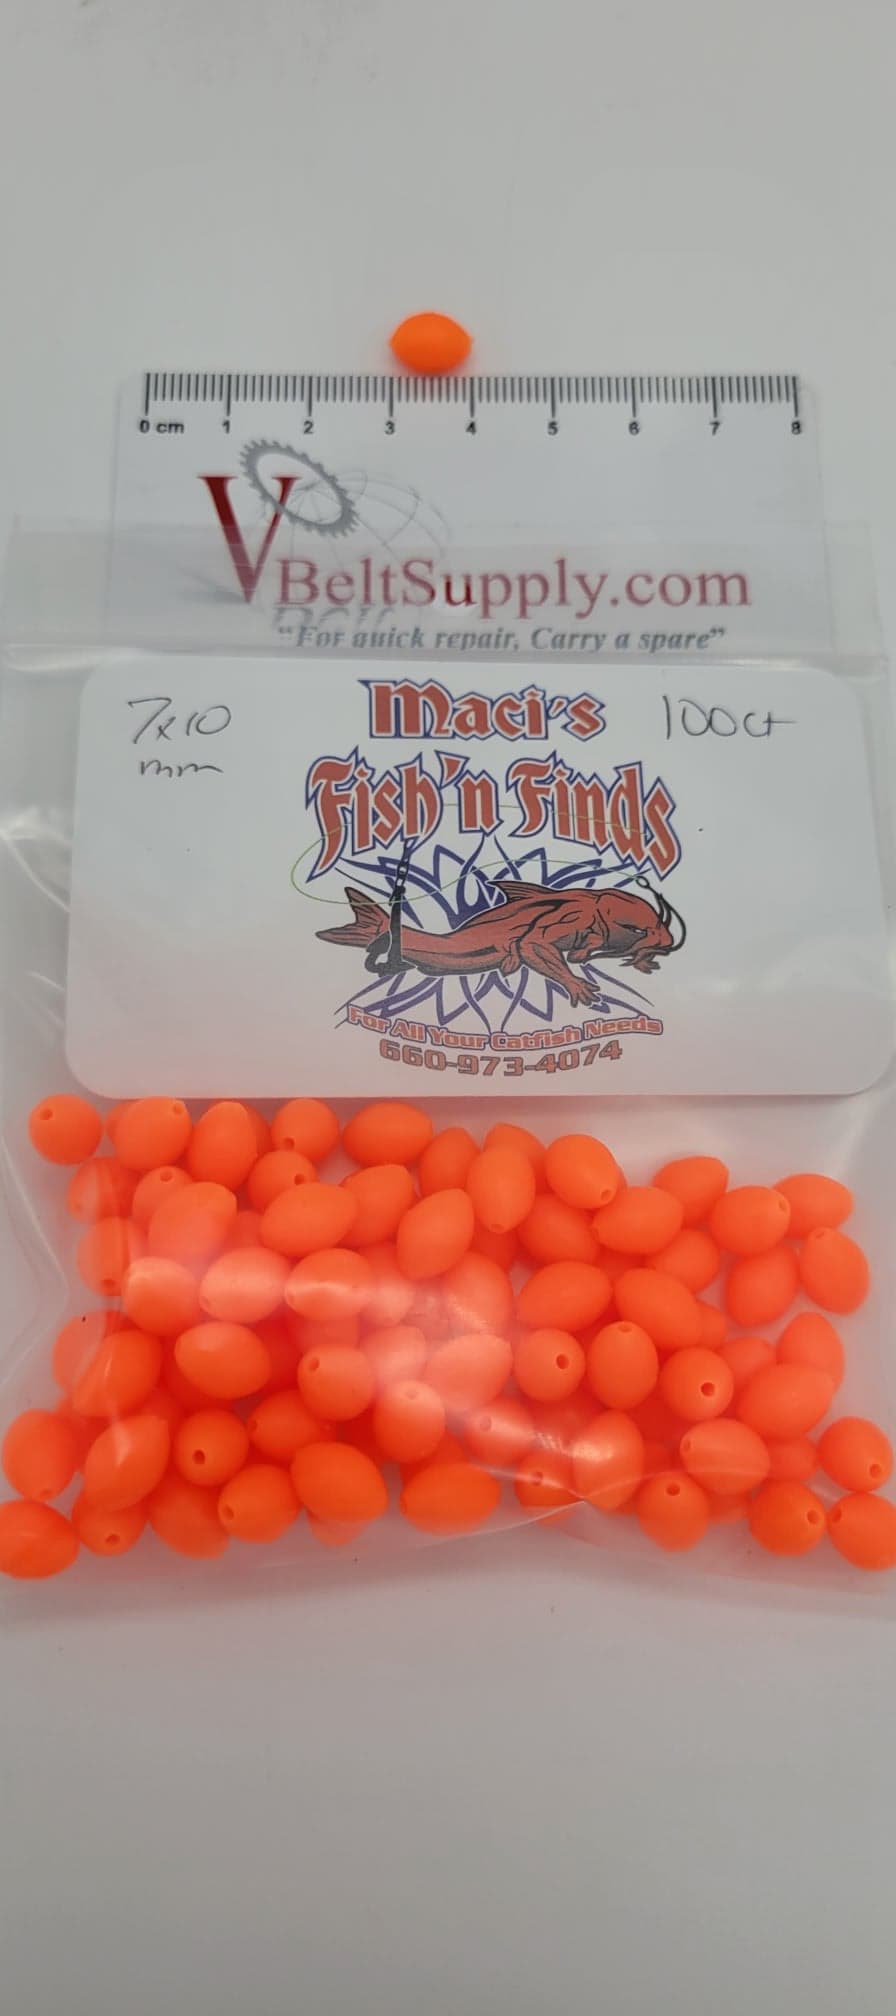 0 cm 1 2 3 4 5 6 7 8
V
BeltSupply.com
“For quick repair, Carry a spare”
7x10
mm
Maci's
100ct
Fish'n Finds
For All Your Catfish Needs
660-973-4074